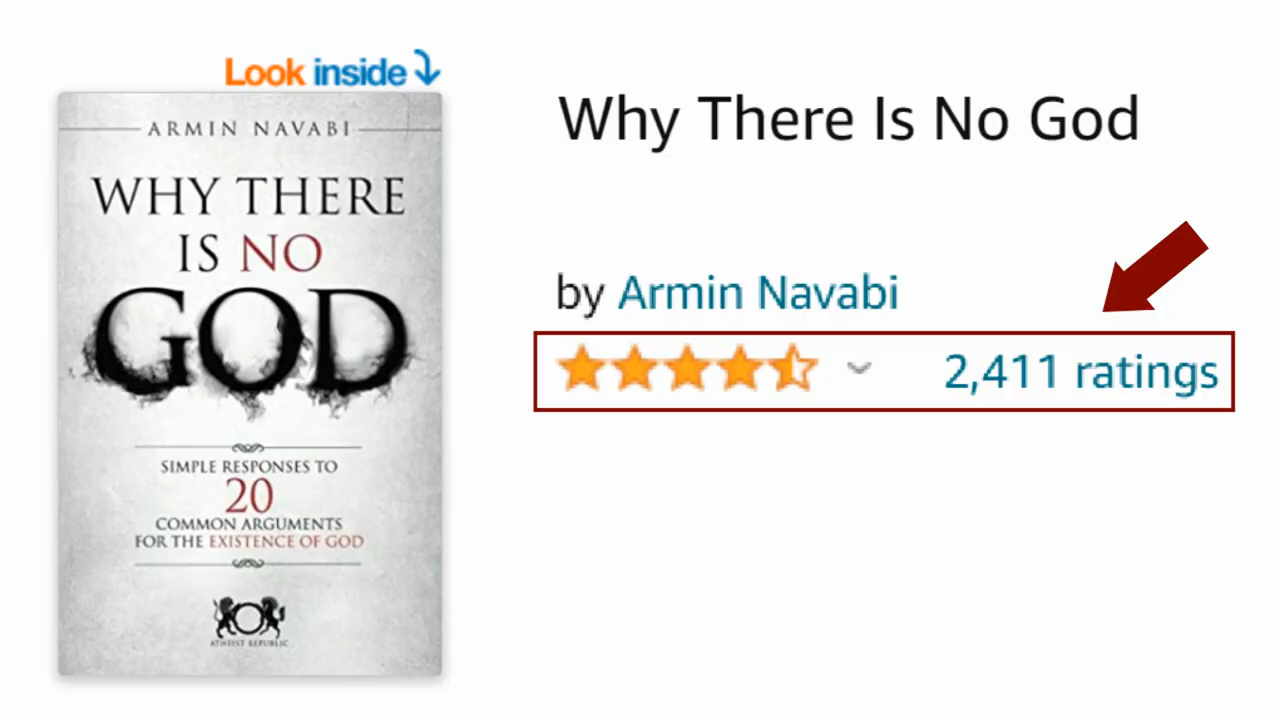 Look inside
ARMIN NAVABI
WHY THERE
IS NO
GOD
SIMPLE RESPONSES TO
20
COMMON ARGUMENTS
FOR THE EXISTENCE OF GOD
ATHEIST REPUBLIC
Why There Is No God
by Armin Navabi
2,411 ratings